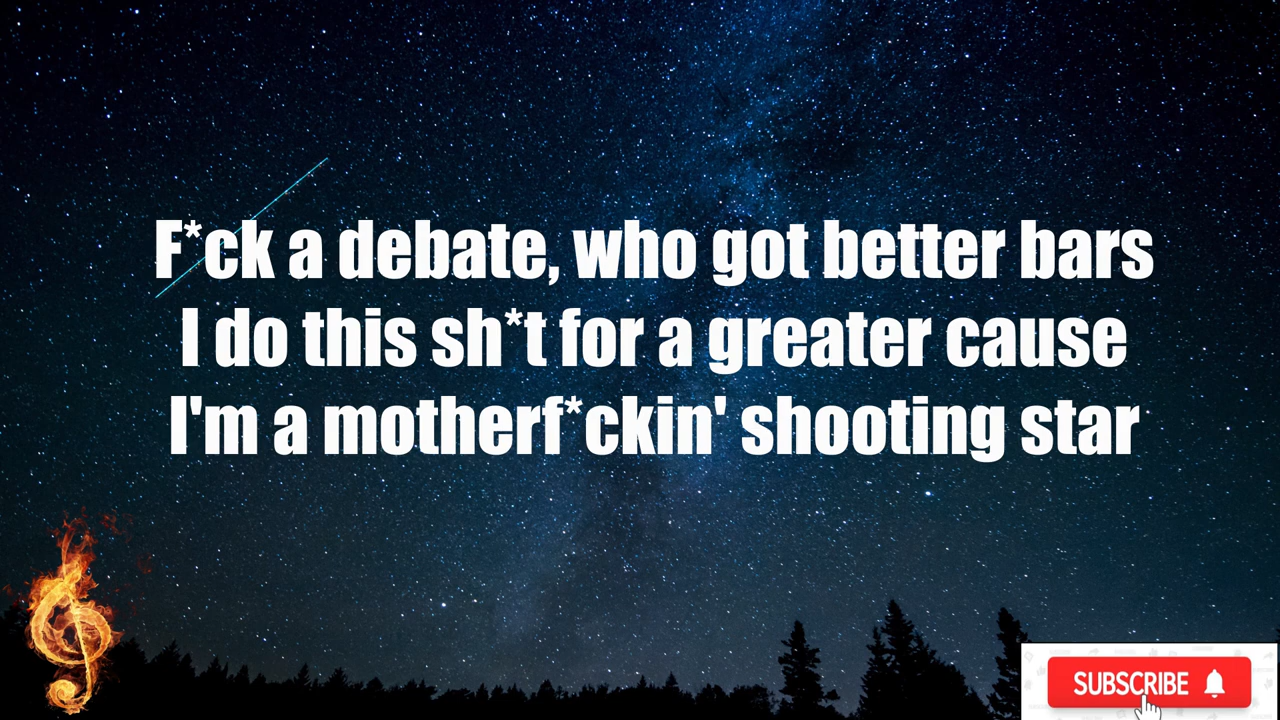 F*ck a debate, who got better bars
I do this sh*t for a greater cause
I'm a motherf*ckin' shooting star
SUBSCRIBE